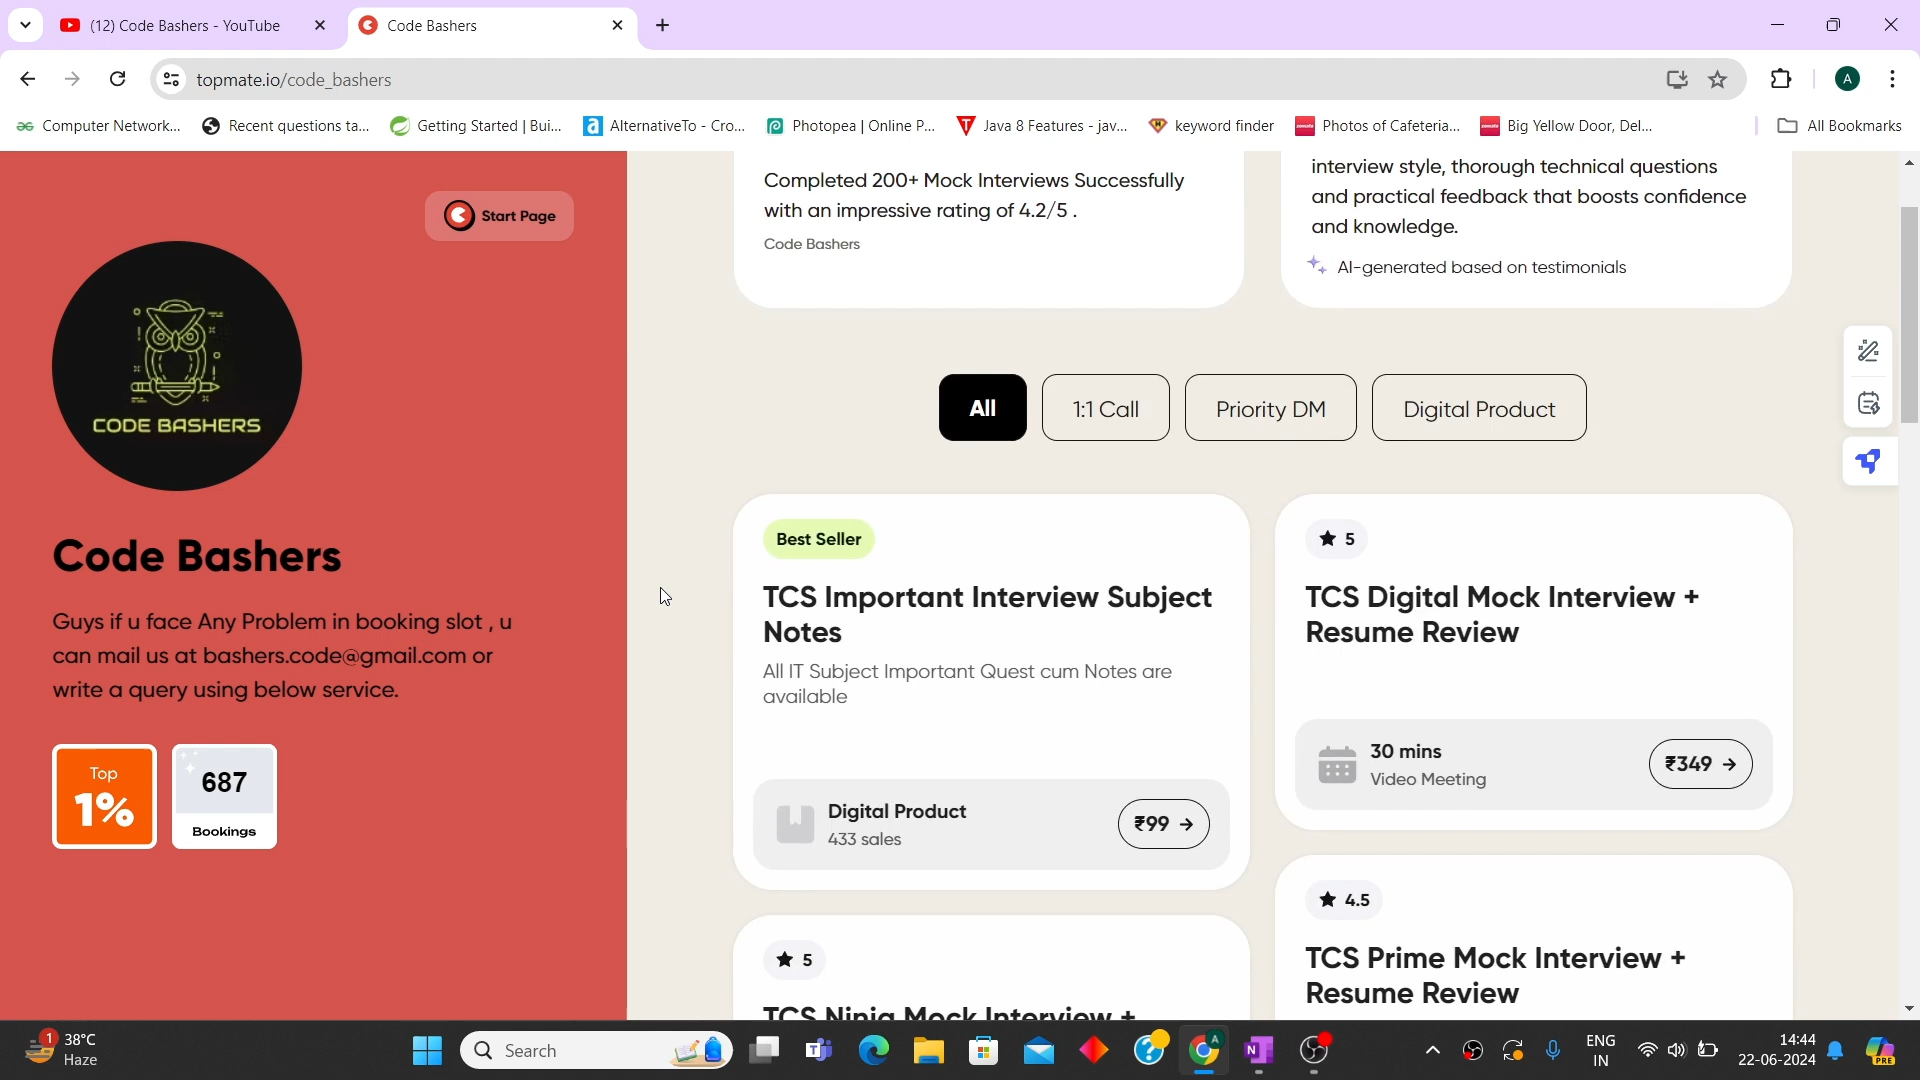 (12) Code Bashers - YouTube
Code Bashers
topmate.io/code_bashers
A
Computer Network...
Recent questions ta...
Getting Started | Bui...
AlternativeTo - Cro...
Photopea | Online P...
Java 8 Features - jav...
keyword finder
Photos of Cafeteria...
Big Yellow Door, Del...
All Bookmarks
Start Page
CODE BASHERS
Code Bashers
Guys if u face Any Problem in booking slot , u
can mail us at bashers.code@gmail.com or
write a query using below service.
Top
1%
687
Bookings
Completed 200+ Mock Interviews Successfully
with an impressive rating of 4.2/5 .
Code Bashers
interview style, thorough technical questions
and practical feedback that boosts confidence
and knowledge.
AI-generated based on testimonials
All
1:1 Call
Priority DM
Digital Product
Best Seller
TCS Important Interview Subject
Notes
All IT Subject Important Quest cum Notes are
available
Digital Product
433 sales
₹99 →
5
TCS Digital Mock Interview +
Resume Review
30 mins
Video Meeting
₹349 →
5
TCS Ninja Mock Interview +
4.5
TCS Prime Mock Interview +
Resume Review
1
38°C
Haze
Search
A
ENG
IN
14:44
22-06-2024
PRE